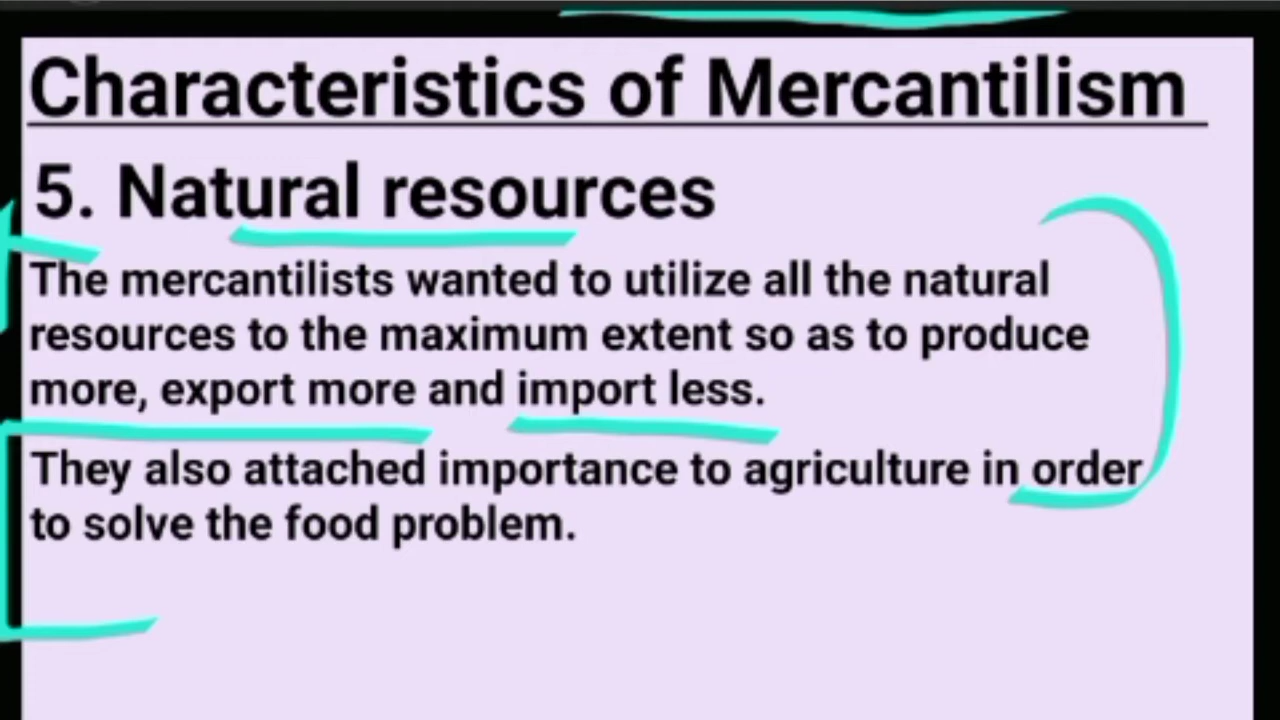 Characteristics of Mercantilism
5. Natural resources
The mercantilists wanted to utilize all the natural
resources to the maximum extent so as to produce
more, export more and import less.
They also attached importance to agriculture in order
to solve the food problem.